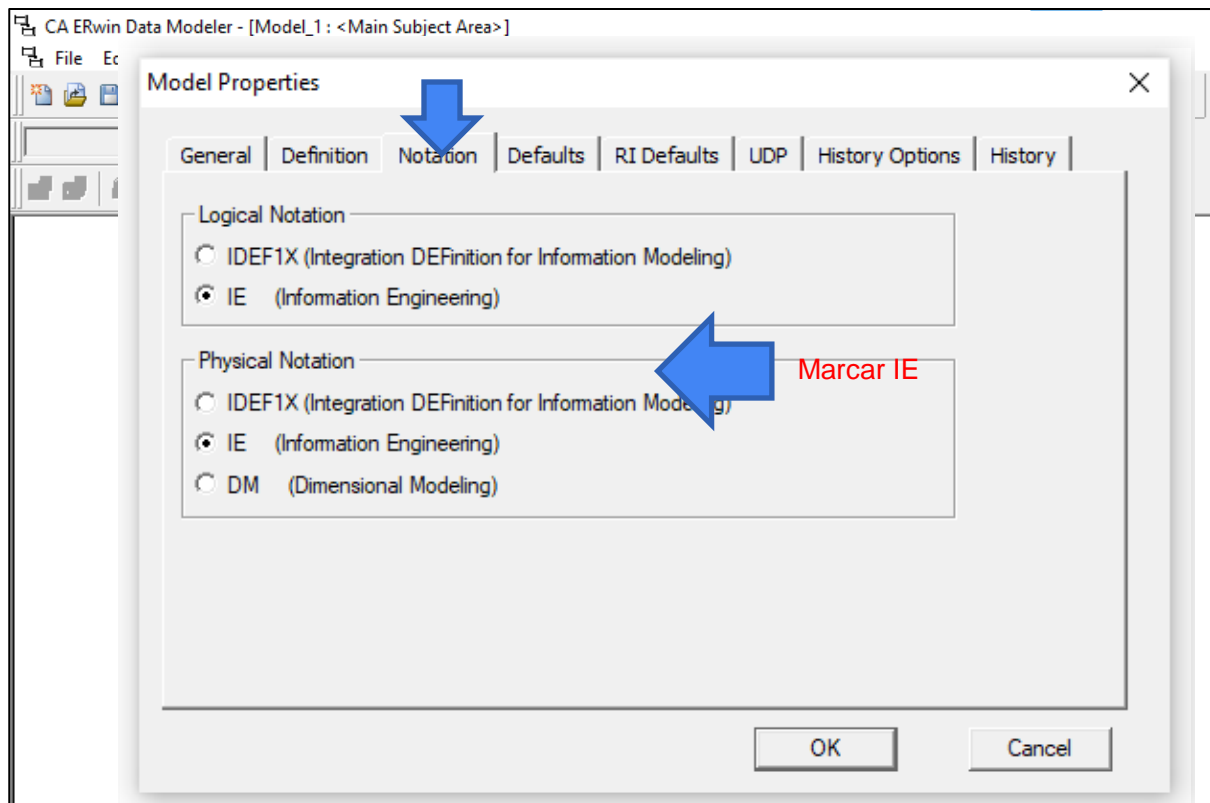 CA ERwin Data Modeler - [Model_1 : <Main Subject Area>]
File Ec
Model Properties
General Definition Notation Defaults RI Defaults UDP History Options History
Logical Notation
IDEF1X (Integration DEFinition for Information Modeling)
IE (Information Engineering)
Physical Notation
Marcar IE
IDEF1X (Integration DEFinition for Information Modeling)
IE (Information Engineering)
DM (Dimensional Modeling)
OK Cancel